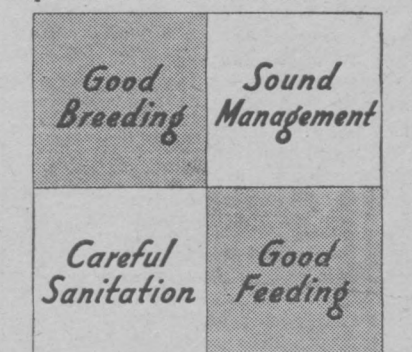 Good
Breeding
Sound
Management
Careful
Sanitation
Good
Feeding